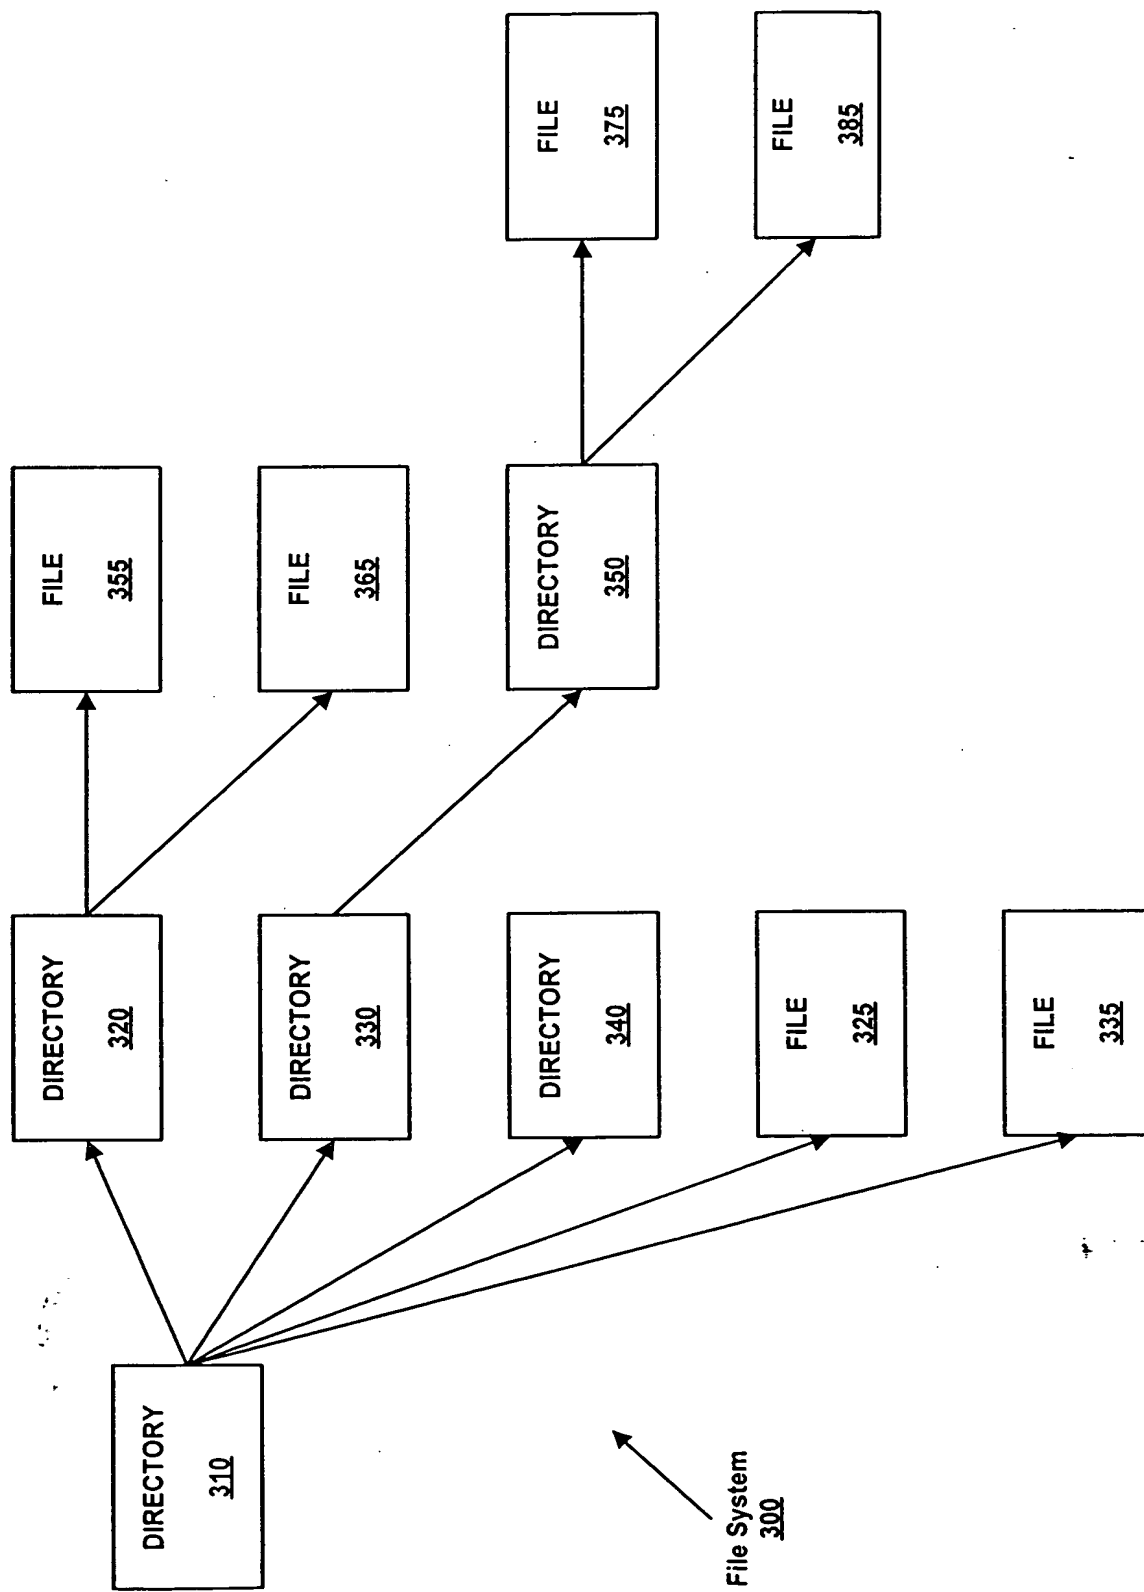 DIRECTORY
310
DIRECTORY
320
DIRECTORY
330
DIRECTORY
340
FILE
325
FILE
335
FILE
355
FILE
365
DIRECTORY
350
FILE
375
FILE
385
File System
300